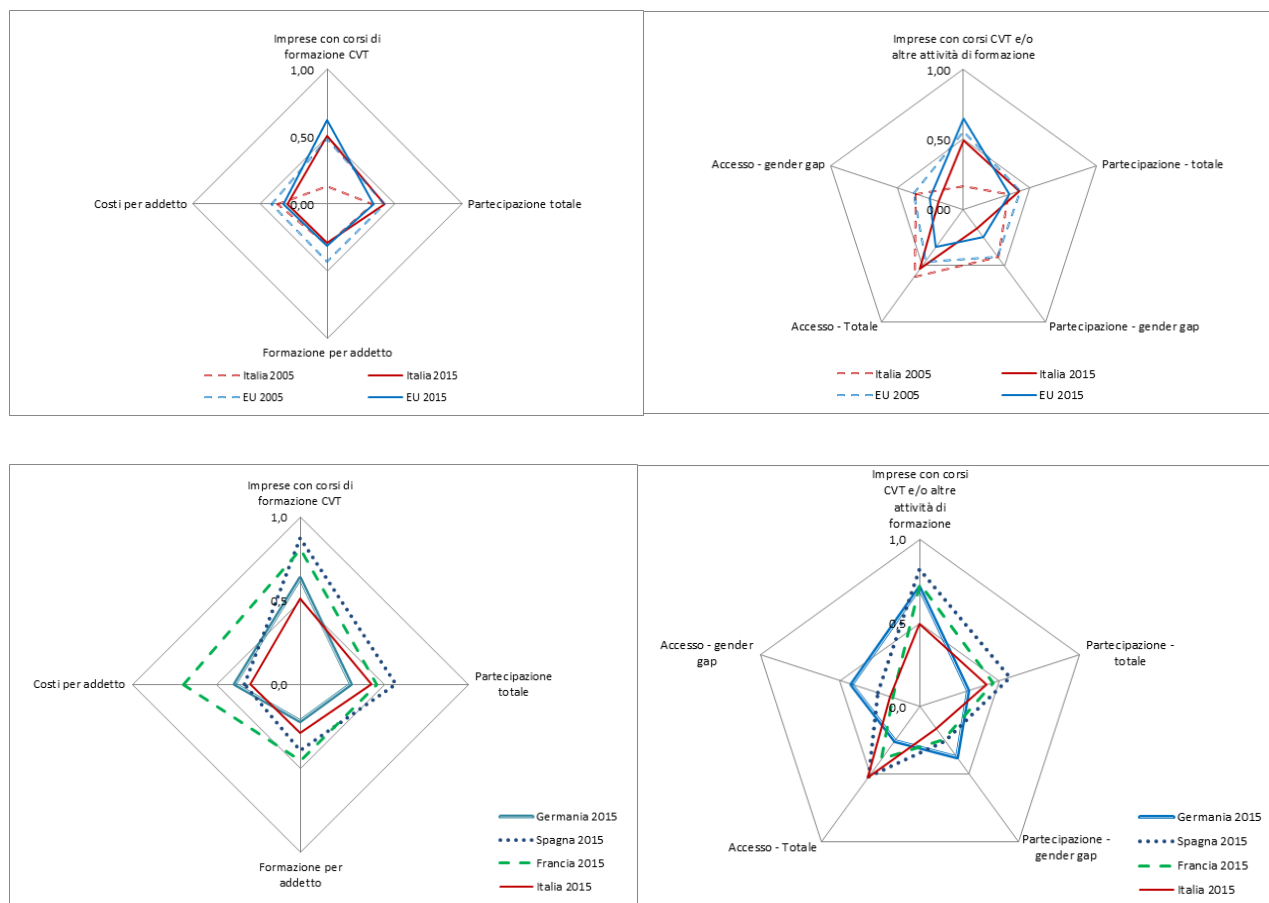 Imprese con corsi di
formazione CVT
1,00
0,50
0,00
Costi per addetto
Partecipazione totale
Formazione per addetto
Italia 2005
Italia 2015
EU 2005
EU 2015
Imprese con corsi CVT e/o
altre attività di formazione
1,00
0,50
0,00
Accesso - gender gap
Partecipazione - totale
Accesso - Totale
Partecipazione - gender gap
Italia 2005
Italia 2015
EU 2005
EU 2015
Imprese con corsi di
formazione CVT
1,0
0,5
0,0
Costi per addetto
Partecipazione
totale
Formazione per
addetto
Germania 2015
Spagna 2015
Francia 2015
Italia 2015
Imprese con corsi
CVT e/o altre
attività di
formazione
1,0
0,5
0,0
Accesso - gender
gap
Partecipazione -
totale
Accesso - Totale
Partecipazione -
gender gap
Germania 2015
Spagna 2015
Francia 2015
Italia 2015